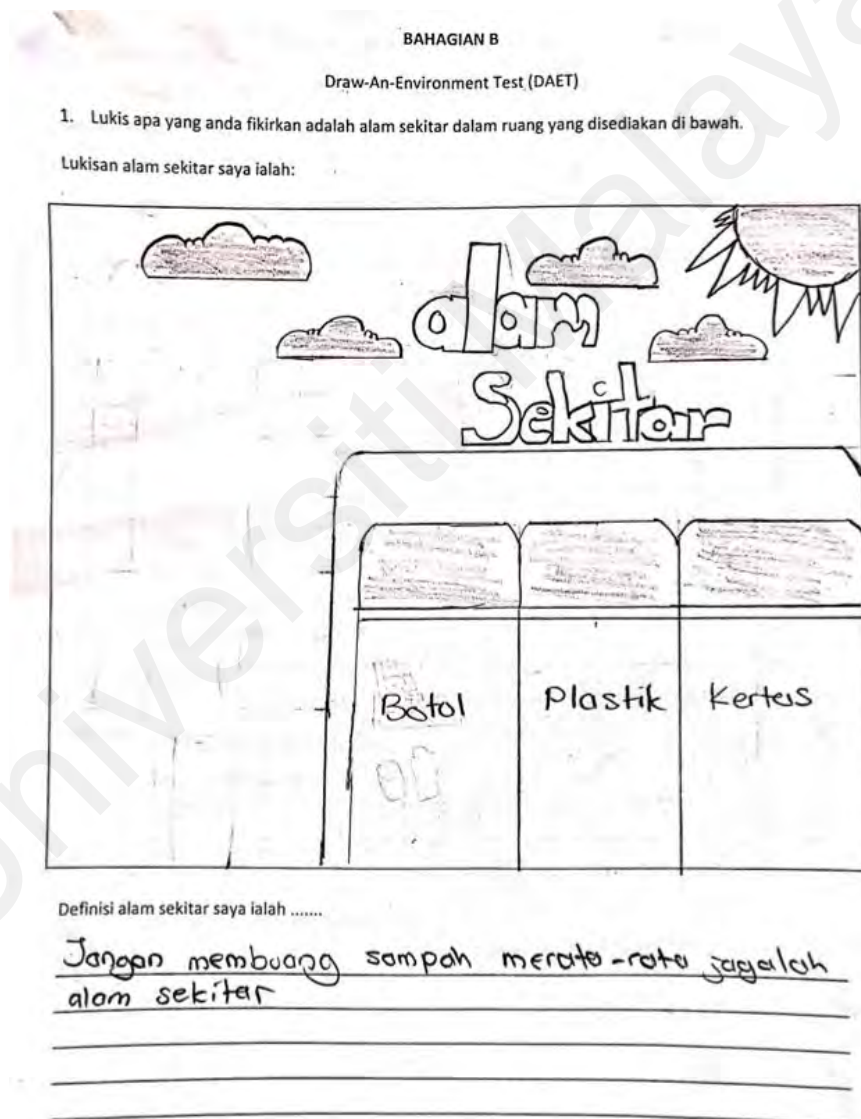 BAHAGIAN B
Draw-An-Environment Test (DAET)
1. Lukis apa yang anda fikirkan adalah alam sekitar dalam ruang yang disediakan di bawah.
Lukisan alam sekitar saya ialah:
alam
Sekitar
Botol
Plastik
Kertas
Definisi alam sekitar saya ialah .......
Jangan membuang sampah merata-rata jagalah
alam sekitar
Universiti Malaya